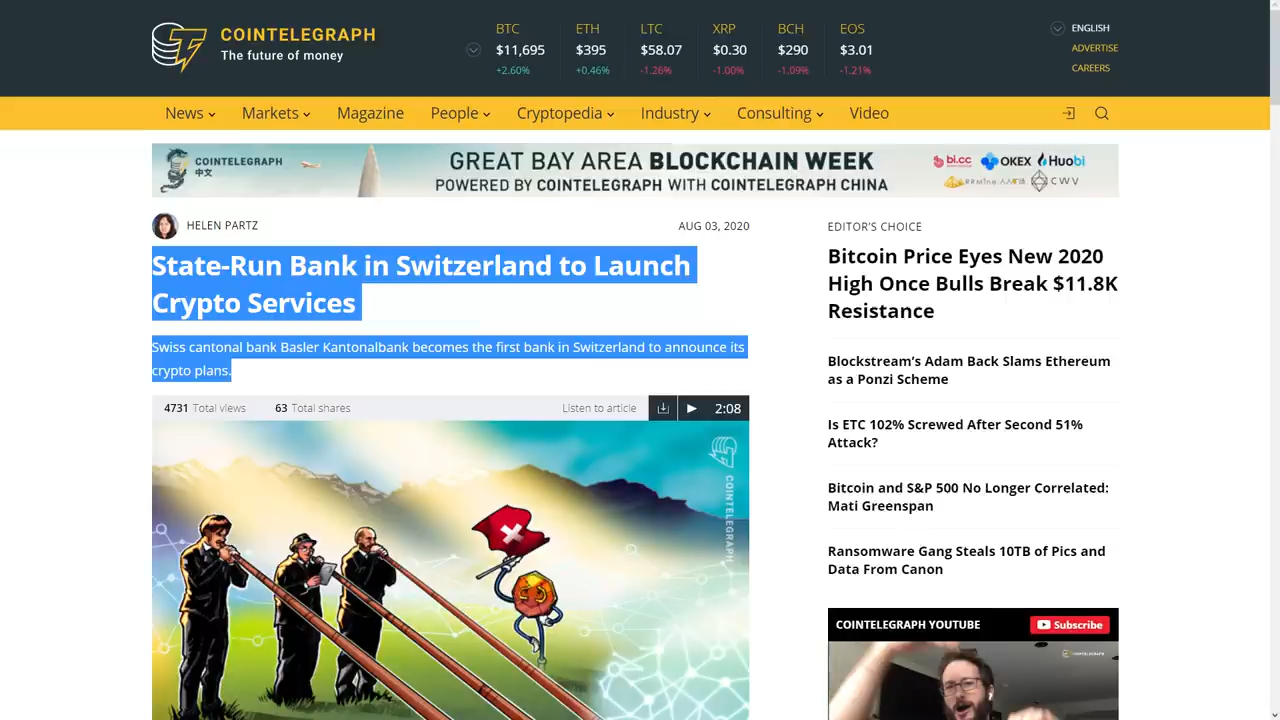 COINTELEGRAPH
The future of money
BTC
$11,695
+2.60%
ETH
$395
+0.46%
LTC
$58.07
-1.26%
XRP
$0.30
-1.00%
BCH
$290
-1.09%
EOS
$3.01
-1.21%
ENGLISH
ADVERTISE
CAREERS
News
Markets
Magazine
People
Cryptopedia
Industry
Consulting
Video
COINTELEGRAPH
中文
GREAT BAY AREA BLOCKCHAIN WEEK
POWERED BY COINTELEGRAPH WITH COINTELEGRAPH CHINA
bi.cc
OKEX
Huobi
CWV
HELEN PARTZ
AUG 03, 2020
State-Run Bank in Switzerland to Launch
Crypto Services
Swiss cantonal bank Basler Kantonalbank becomes the first bank in Switzerland to announce its
crypto plans.
4731 Total views
63 Total shares
Listen to article
2:08
COINTELEGRAPH
EDITOR'S CHOICE
Bitcoin Price Eyes New 2020
High Once Bulls Break $11.8K
Resistance
Blockstream's Adam Back Slams Ethereum
as a Ponzi Scheme
Is ETC 102% Screwed After Second 51%
Attack?
Bitcoin and S&P 500 No Longer Correlated:
Mati Greenspan
Ransomware Gang Steals 10TB of Pics and
Data From Canon
COINTELEGRAPH YOUTUBE
Subscribe